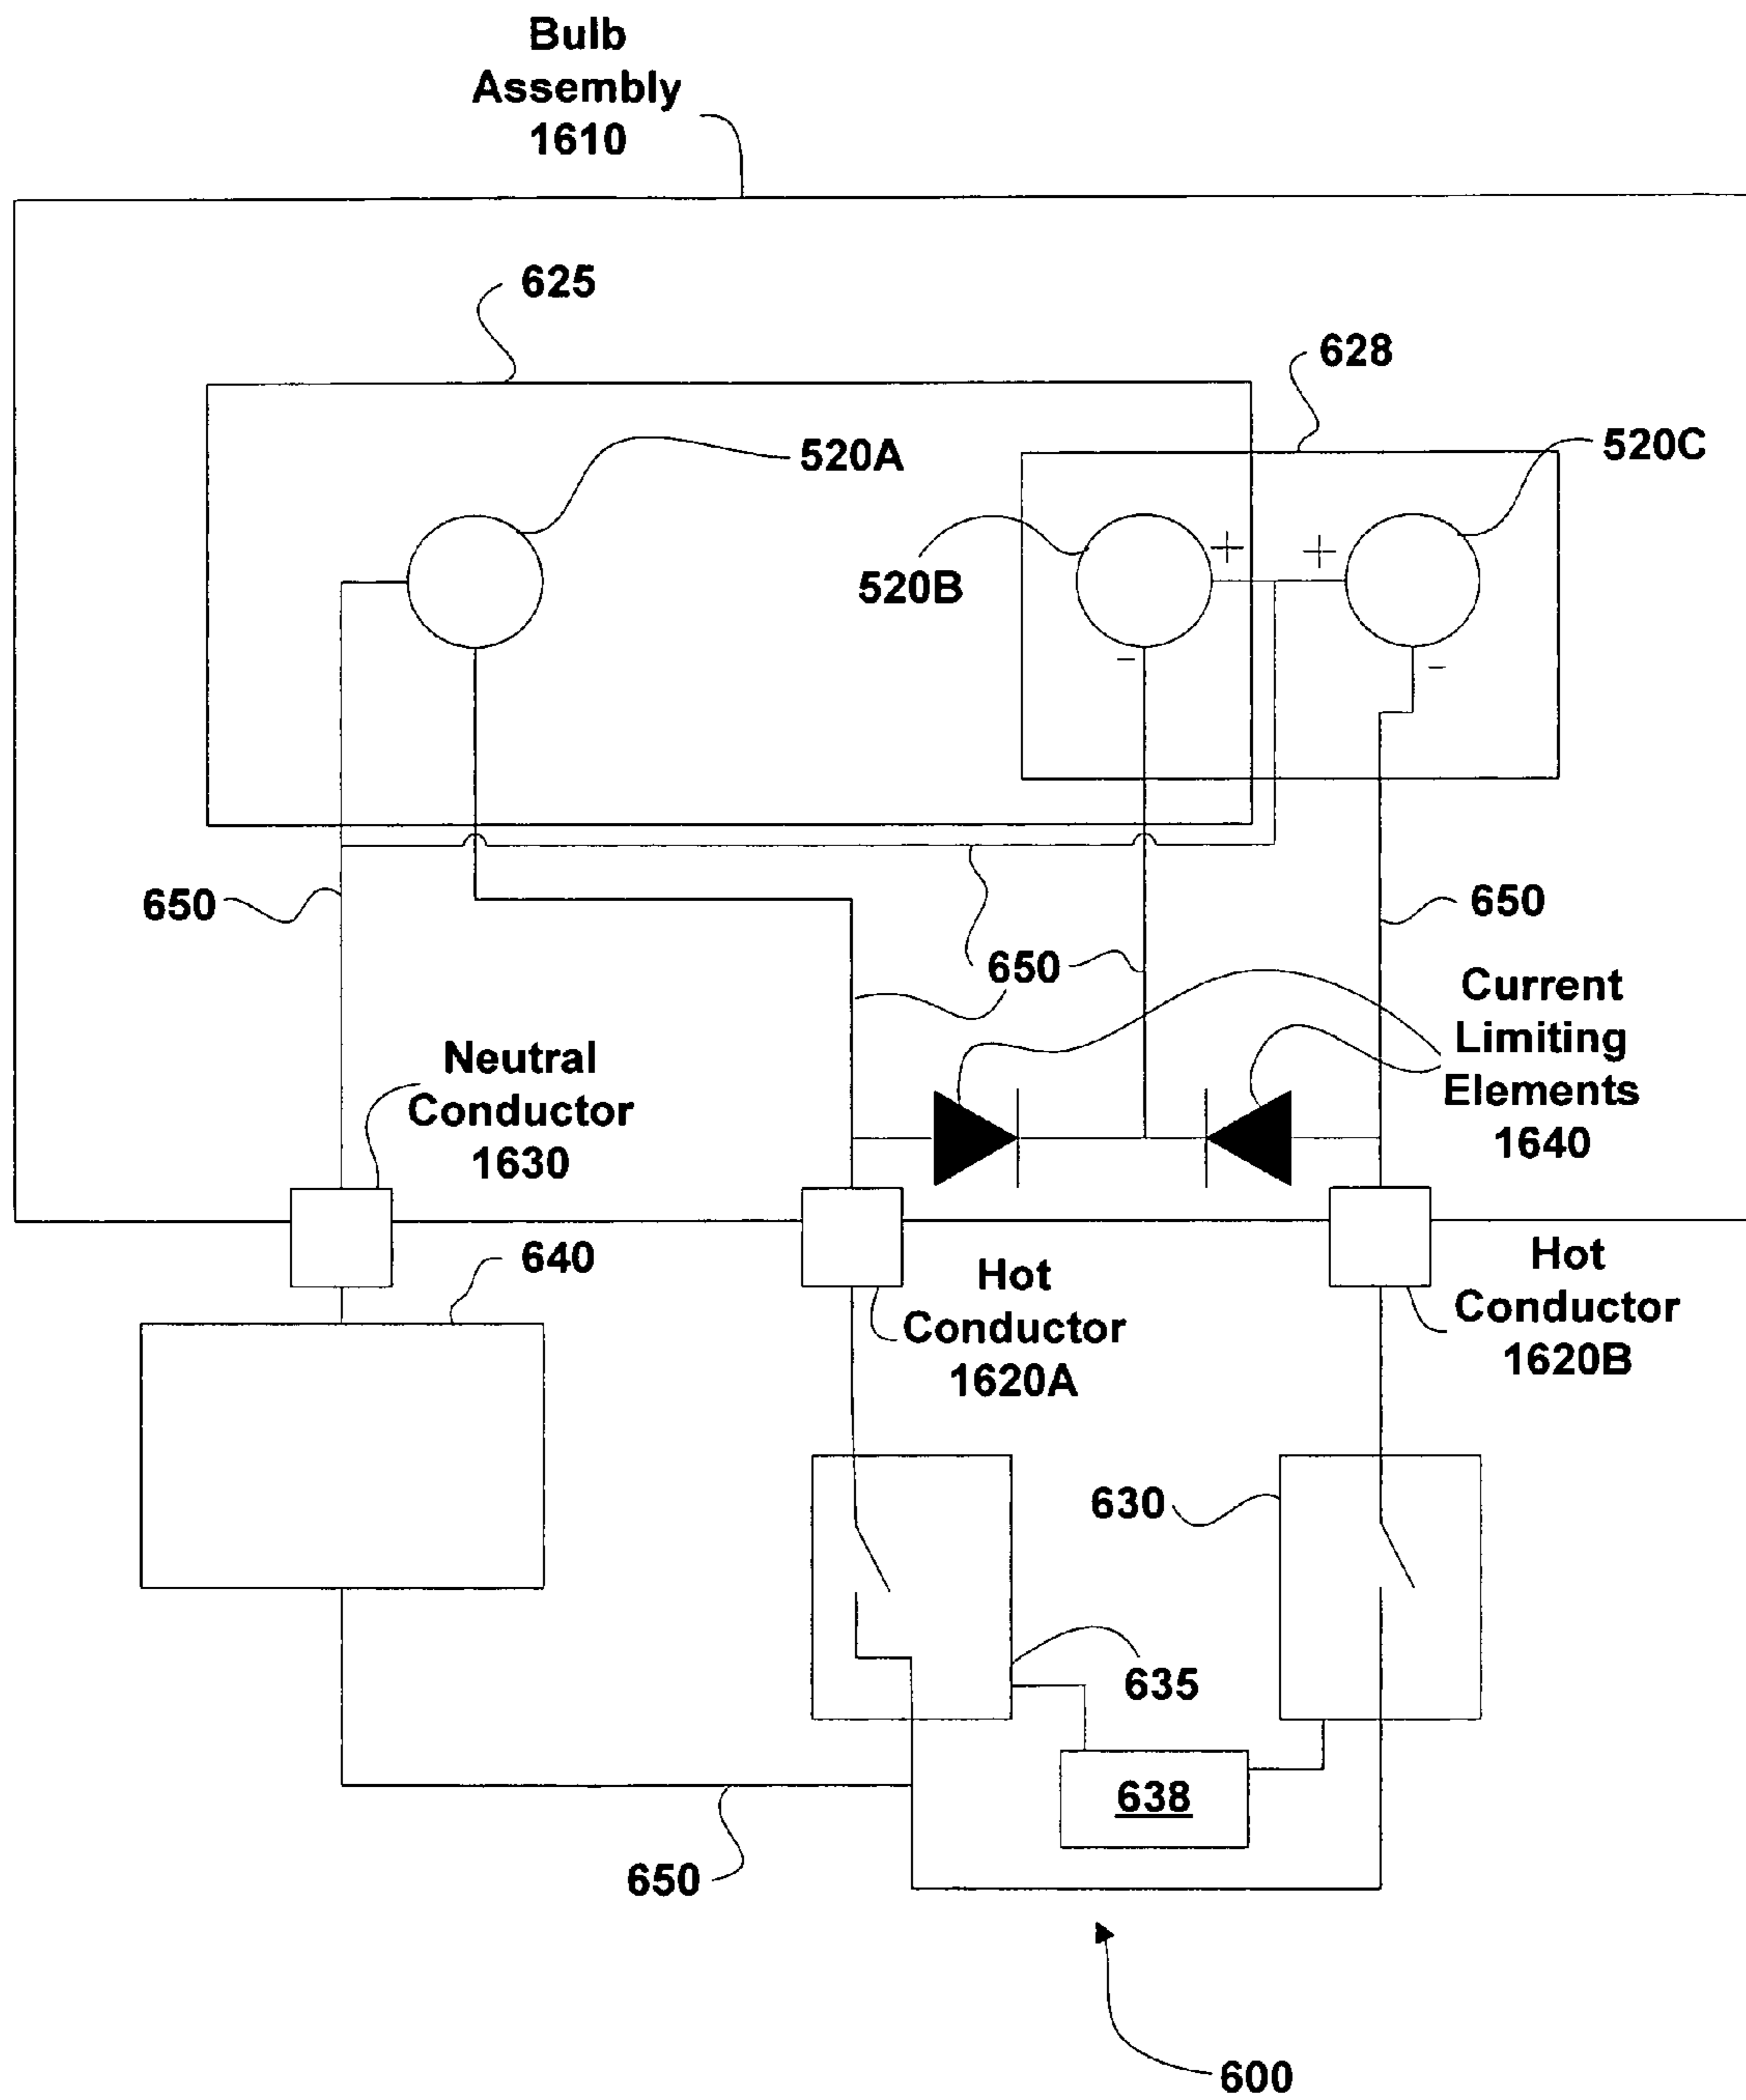 Bulb
Assembly
1610
625
628
520A
520C
520B
+
+
-
-
650
650
650
Current
Limiting
Elements
1640
Neutral
Conductor
1630
640
Hot
Conductor
1620A
Hot
Conductor
1620B
630
635
638
650
600